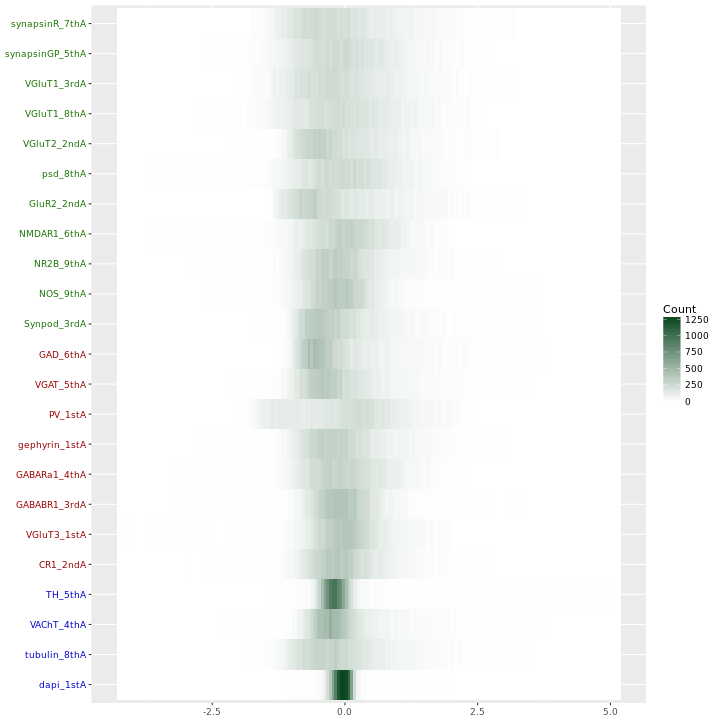 synapsinR_7thA
synapsinGP_5thA
VGluT1_3rdA
VGluT1_8thA
VGluT2_2ndA
psd_8thA
GluR2_2ndA
NMDAR1_6thA
NR2B_9thA
NOS_9thA
Synpod_3rdA
GAD_6thA
VGAT_5thA
PV_1stA
gephyrin_1stA
GABARa1_4thA
GABABR1_3rdA
VGluT3_1stA
CR1_2ndA
TH_5thA
VAChT_4thA
tubulin_8thA
dapi_1stA
-2.5 0.0 2.5 5.0
Count
1250
1000
750
500
250
0